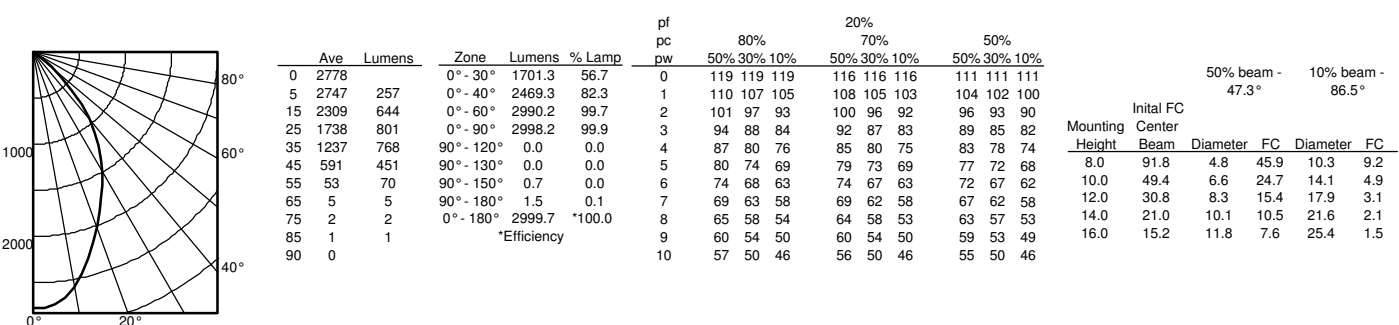 1000
2000
0°
20°
40°
60°
80°
Ave Lumens
0 2778
5 2747 257
15 2309 644
25 1738 801
35 1237 768
45 591 451
55 53 70
65 5 5
75 2 2
85 1 1
90 0
Zone Lumens % Lamp
0° - 30° 1701.3 56.7
0° - 40° 2469.3 82.3
0° - 60° 2990.2 99.7
0° - 90° 2998.2 99.9
90° - 120° 0.0 0.0
90° - 130° 0.0 0.0
90° - 150° 0.7 0.0
90° - 180° 1.5 0.1
0° - 180° 2999.7 *100.0
*Efficiency
pf 20%
pc 80% 70% 50%
pw 50% 30% 10% 50% 30% 10% 50% 30% 10%
0 119 119 119 116 116 116 111 111 111
1 110 107 105 108 105 103 104 102 100
2 101 97 93 100 96 92 96 93 90
3 94 88 84 92 87 83 89 85 82
4 87 80 76 85 80 75 83 78 74
5 80 74 69 79 73 69 77 72 68
6 74 68 63 74 67 63 72 67 62
7 69 63 58 69 62 58 67 62 58
8 65 58 54 64 58 53 63 57 53
9 60 54 50 60 54 50 59 53 49
10 57 50 46 56 50 46 55 50 46
50% beam - 10% beam -
47.3° 86.5°
Inital FC
Mounting Center
Height Beam Diameter FC Diameter FC
8.0 91.8 4.8 45.9 10.3 9.2
10.0 49.4 6.6 24.7 14.1 4.9
12.0 30.8 8.3 15.4 17.9 3.1
14.0 21.0 10.1 10.5 21.6 2.1
16.0 15.2 11.8 7.6 25.4 1.5